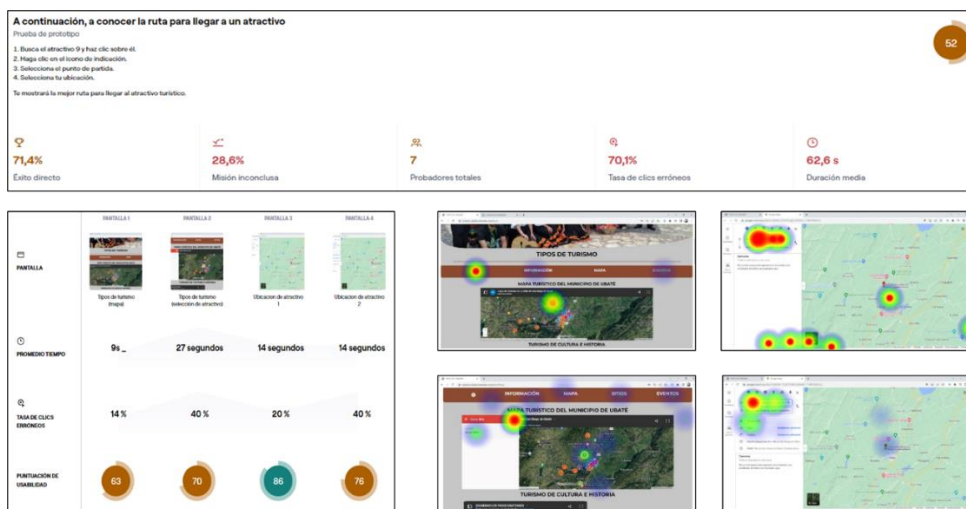 A continuación, a conocer la ruta para llegar a un atractivo
Prueba de prototipo
1. Busca el atractivo 9 y haz clic sobre él.
2. Haga clic en el icono de indicación.
3. Selecciona el punto de partida.
4. Selecciona tu ubicación.
Te mostrará la mejor ruta para llegar al atractivo turístico.
52
71,4%
Éxito directo
28,6%
Misión inconclusa
7
Probadores totales
70,1%
Tasa de clics erróneos
62,6 s
Duración media
PANTALLA 1
PANTALLA 2
PANTALLA 3
PANTALLA 4
PANTALLA
Tipos de turismo
(mapa)
Tipos de turismo
(selección de atractivo)
Ubicacion de atractivo
1
Ubicacion de atractivo
2
PROMEDIO TIEMPO
9s _
27 segundos
14 segundos
14 segundos
TASA DE CLICS
ERRÓNEOS
14 %
40 %
20 %
40 %
PUNTUACIÓN DE
USABILIDAD
63
70
86
76
TIPOS DE TURISMO
INFORMACIÓN
MAPA
MAPA TURÍSTICO DEL MUNICIPIO DE UBATÉ
TURISMO DE CULTURA E HISTORIA
INFORMACIÓN
MAPA
SITIOS
EVENTOS
MAPA TURÍSTICO DEL MUNICIPIO DE UBATÉ
TURISMO DE CULTURA E HISTORIA